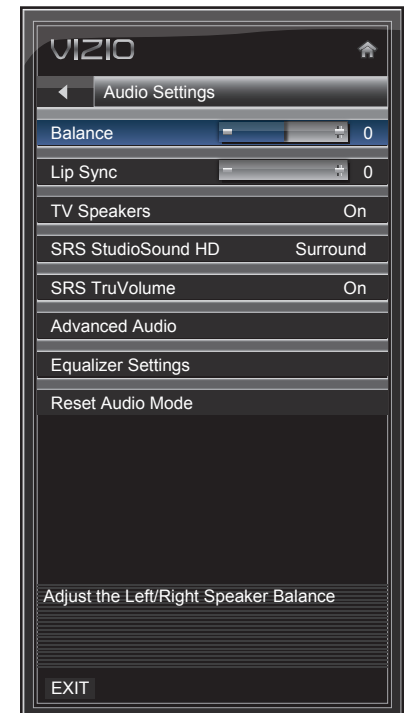 VIZIO
Audio Settings
Balance 0
Lip Sync 0
TV Speakers On
SRS StudioSound HD Surround
SRS TruVolume On
Advanced Audio
Equalizer Settings
Reset Audio Mode
Adjust the Left/Right Speaker Balance
EXIT